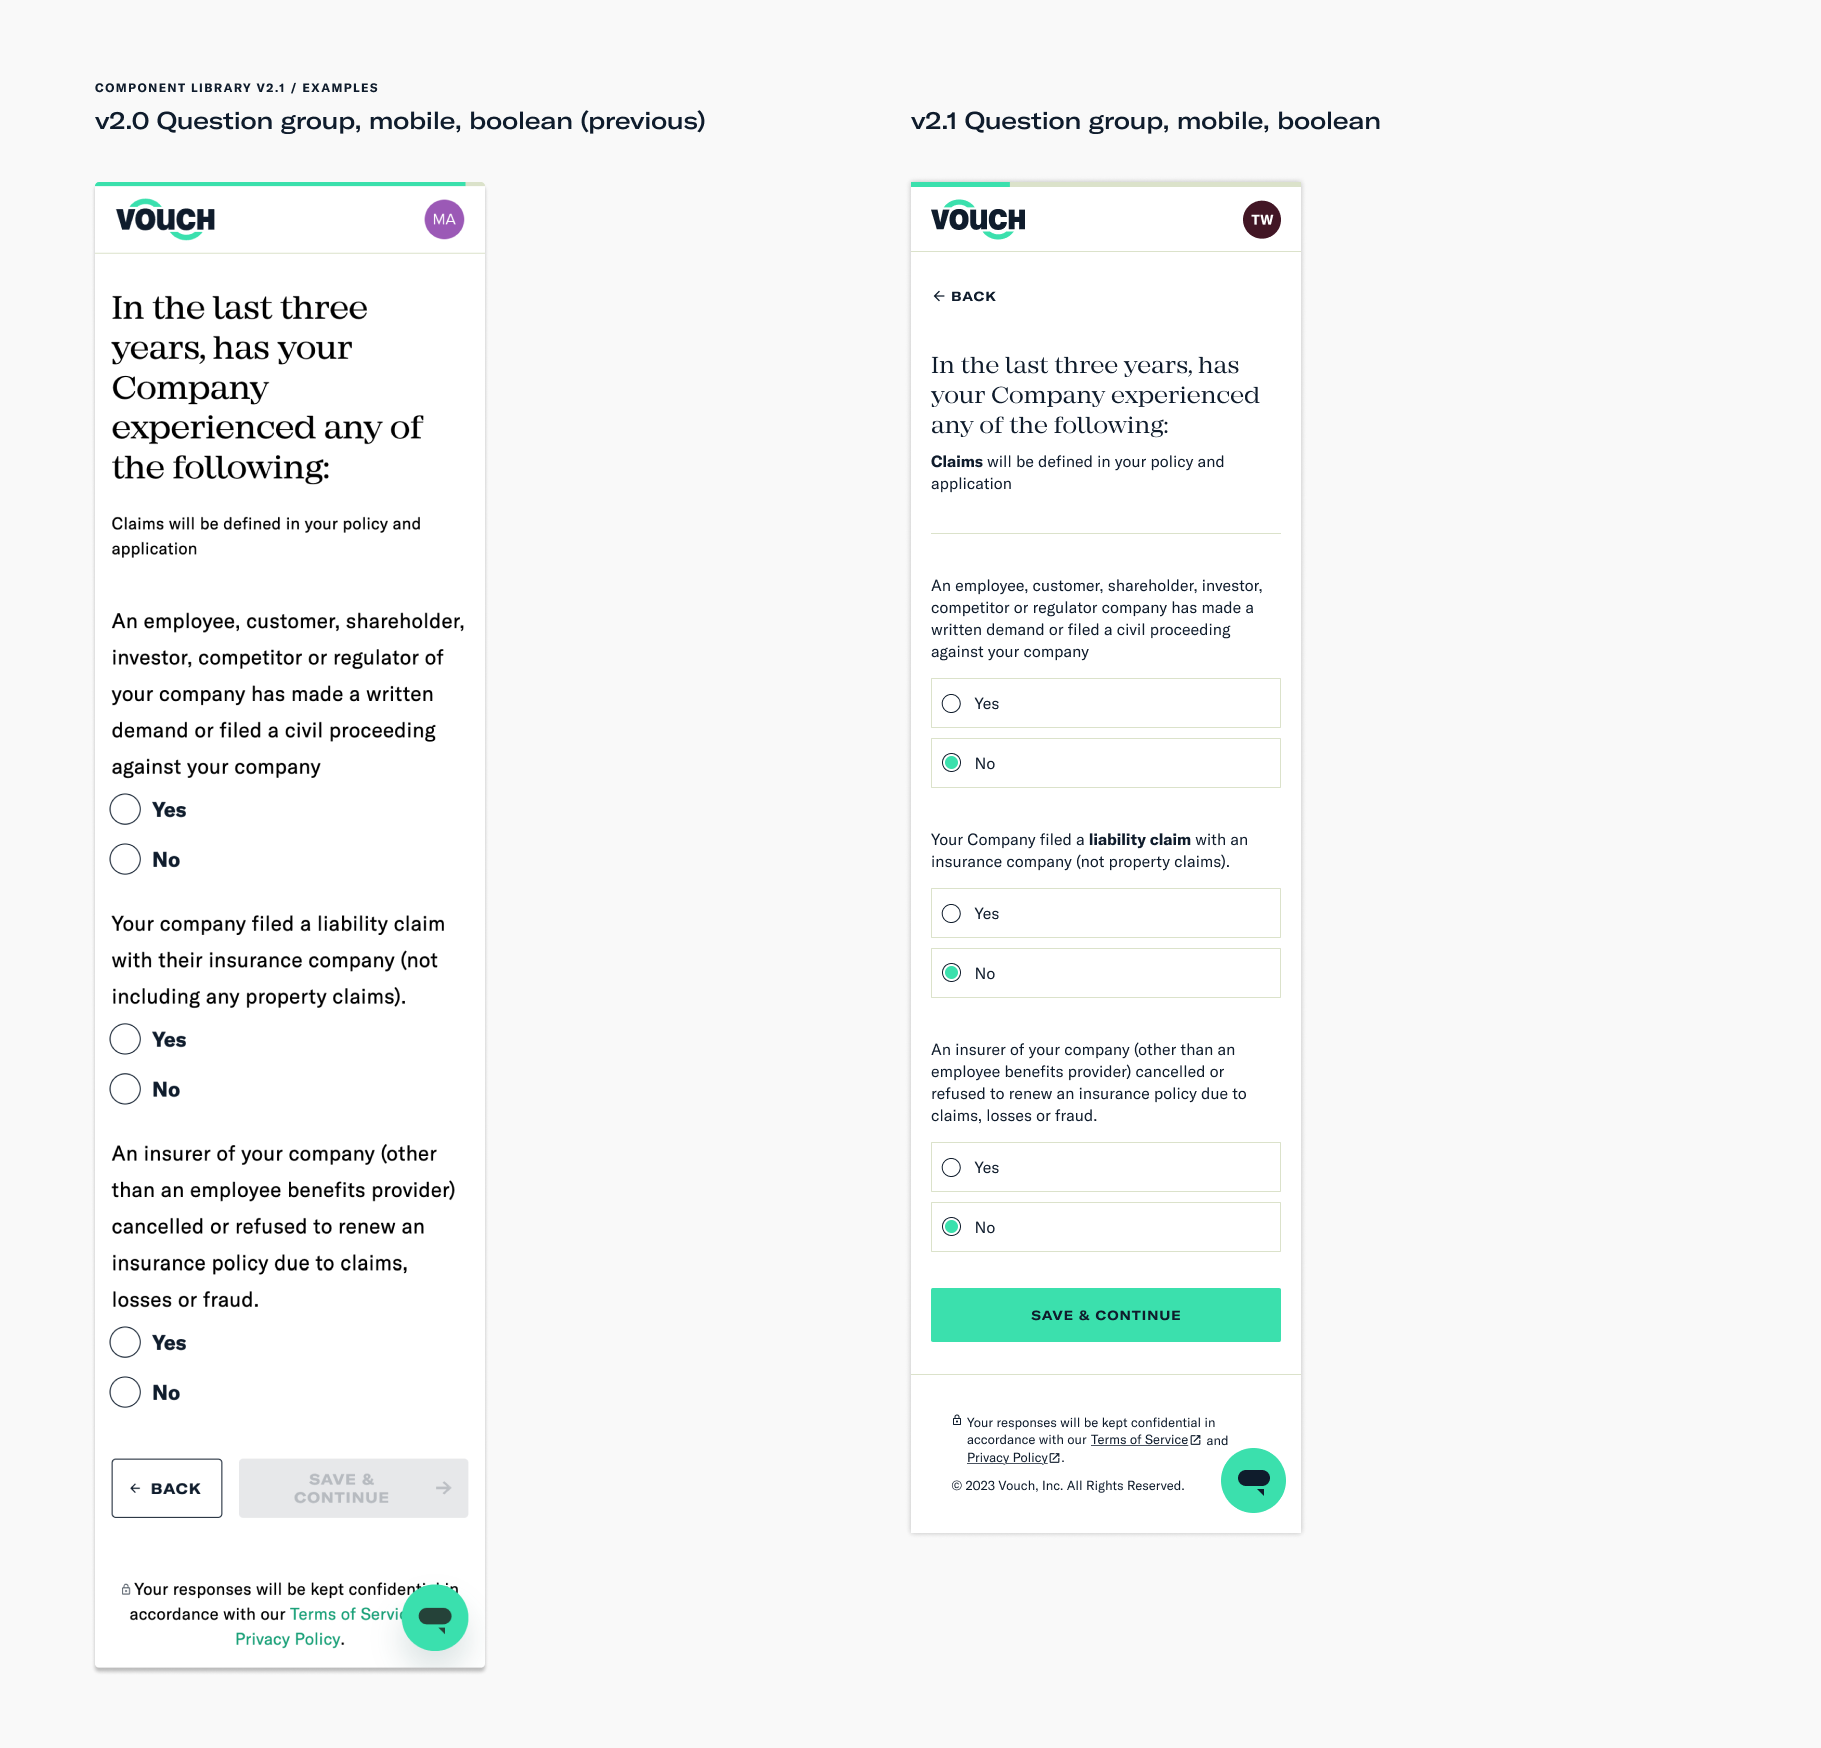 COMPONENT LIBRARY V2.1 / EXAMPLES
v2.0 Question group, mobile, boolean (previous)
VOUCH
MA
In the last three
years, has your
Company
experienced any of
the following:
Claims will be defined in your policy and
application
An employee, customer, shareholder,
investor, competitor or regulator of
your company has made a written
demand or filed a civil proceeding
against your company
Yes
No
Your company filed a liability claim
with their insurance company (not
including any property claims).
Yes
No
An insurer of your company (other
than an employee benefits provider)
cancelled or refused to renew an
insurance policy due to claims,
losses or fraud.
Yes
No
← BACK
SAVE &
CONTINUE →
Your responses will be kept confidential in
accordance with our Terms of Service
Privacy Policy.
v2.1 Question group, mobile, boolean
VOUCH
TW
← BACK
In the last three years, has
your Company experienced
any of the following:
Claims will be defined in your policy and
application
An employee, customer, shareholder, investor,
competitor or regulator company has made a
written demand or filed a civil proceeding
against your company
Yes
No
Your Company filed a liability claim with an
insurance company (not property claims).
Yes
No
An insurer of your company (other than an
employee benefits provider) cancelled or
refused to renew an insurance policy due to
claims, losses or fraud.
Yes
No
SAVE & CONTINUE
Your responses will be kept confidential in
accordance with our Terms of Service and
Privacy Policy.
© 2023 Vouch, Inc. All Rights Reserved.